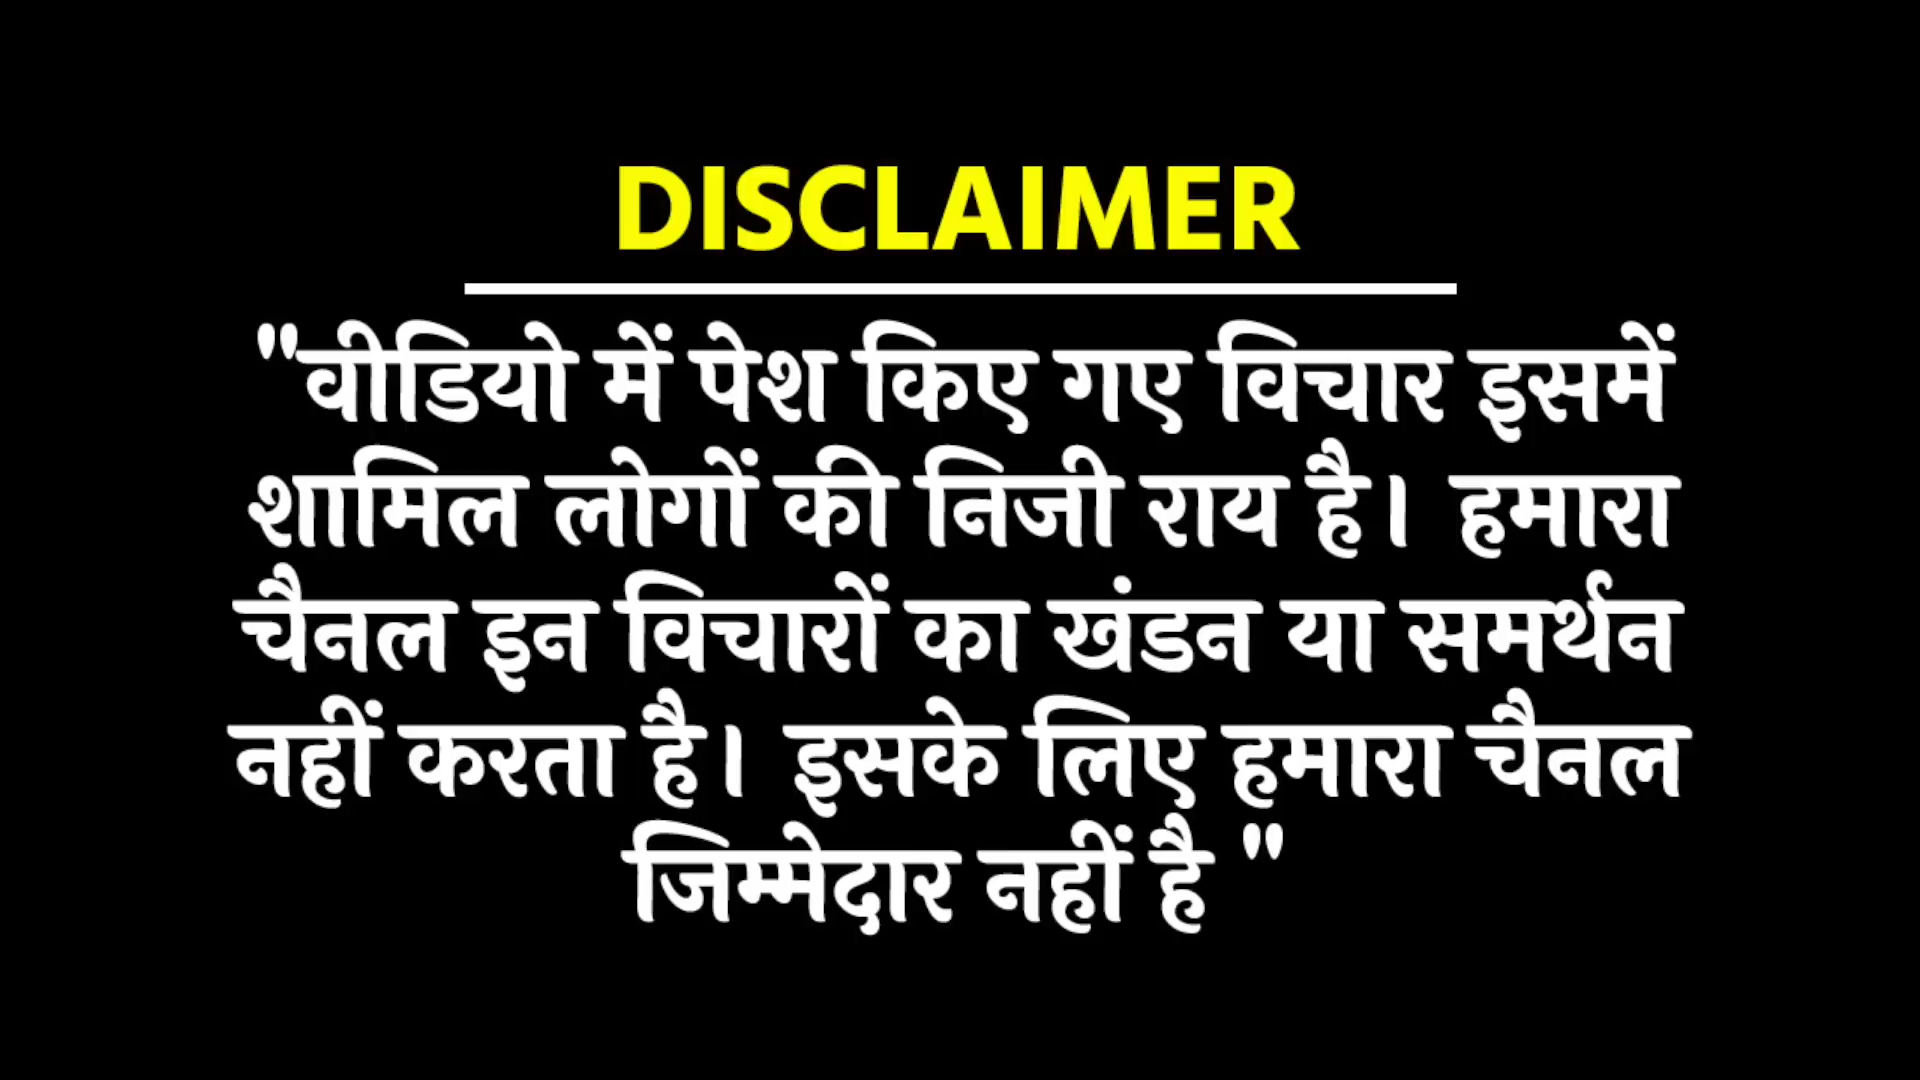 DISCLAIMER
"वीडियो में पेश किए गए विचार इसमें
शामिल लोगों की निजी राय है। हमारा
चैनल इन विचारों का खंडन या समर्थन
नहीं करता है। इसके लिए हमारा चैनल
जिम्मेदार नहीं है "